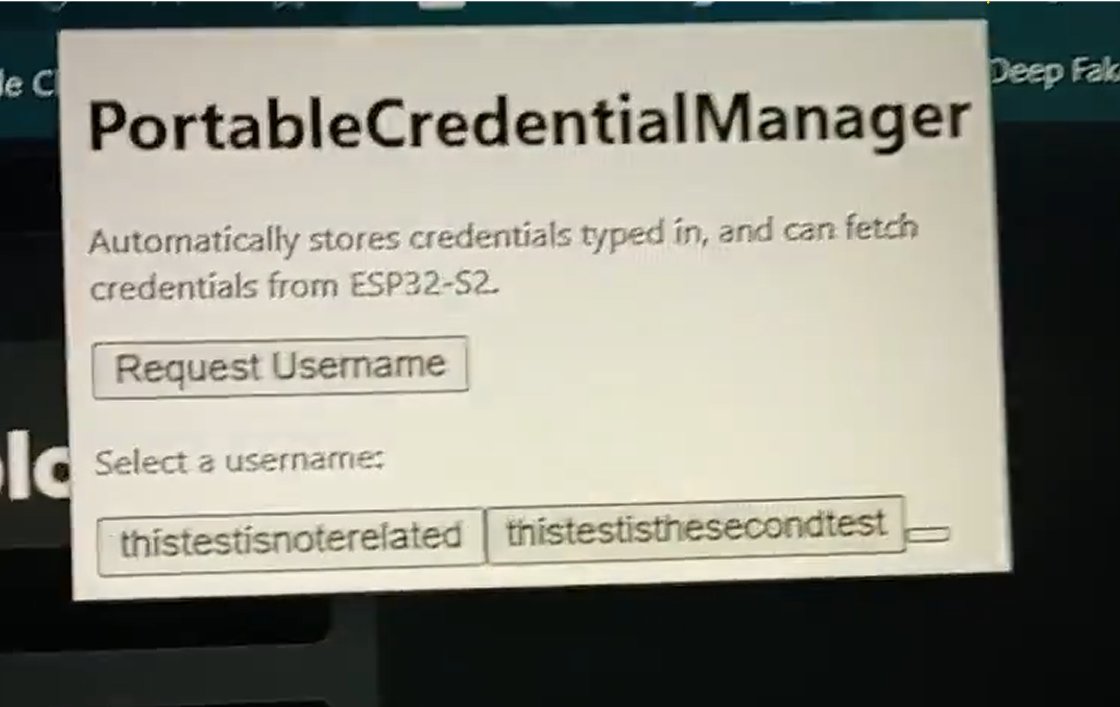 Deep Fak
PortableCredentialManager
Automatically stores credentials typed in, and can fetch
credentials from ESP32-S2.
Request Username
Select a username:
thistestisnoterelated thistestisthesecondtest